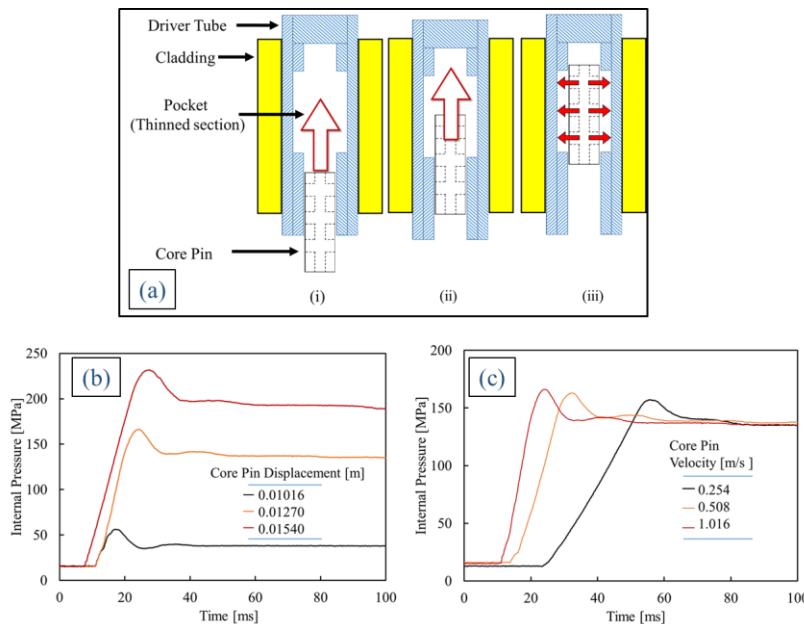 Driver Tube
Cladding
Pocket
(Thinned section)
Core Pin
(a)
(i)
(ii)
(iii)
(b)
250
200
150
100
50
0
Internal Pressure [MPa]
Core Pin Displacement [m]
0.01016
0.01270
0.01540
0
20
40
60
80
100
Time [ms]
(c)
200
150
100
50
0
Internal Pressure [MPa]
Core Pin
Velocity [m/s ]
0.254
0.508
1.016
0
20
40
60
80
100
Time [ms]